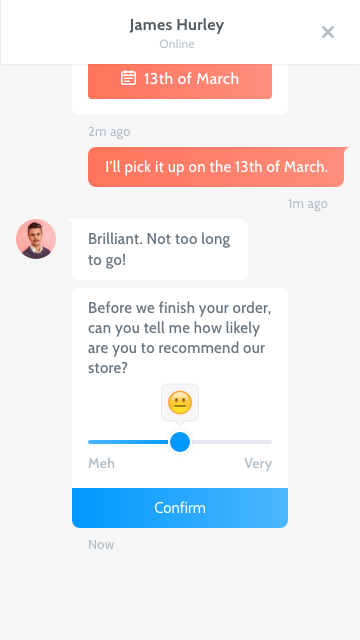 James Hurley
Online
13th of March
2m ago
I'll pick it up on the 13th of March.
1m ago
Brilliant. Not too long
to go!
Before we finish your order,
can you tell me how likely
are you to recommend our
store?
Meh
Very
Confirm
Now